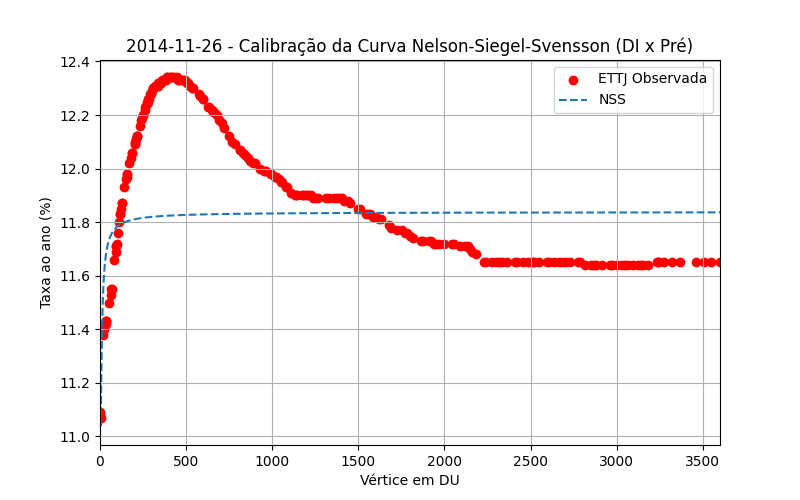 2014-11-26 - Calibração da Curva Nelson-Siegel-Svensson (DI x Pré)
ETTJ Observada
NSS
Taxa ao ano (%)
12.4
12.2
12.0
11.8
11.6
11.4
11.2
11.0
0 500 1000 1500 2000 2500 3000 3500
Vértice em DU